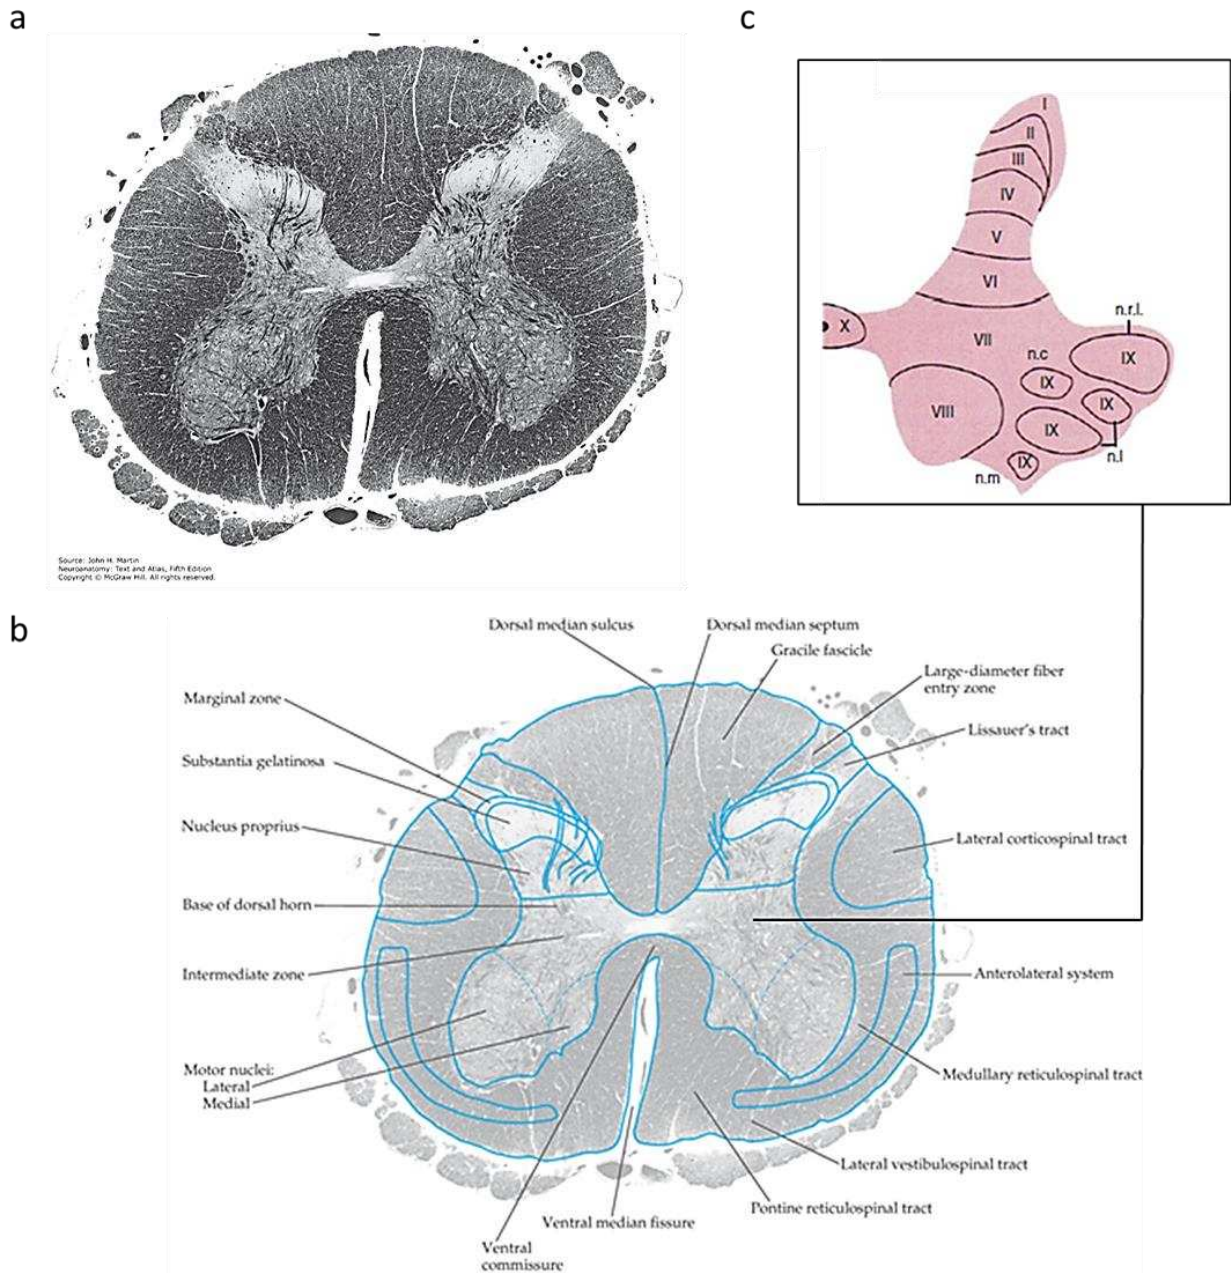 a
c
I
II
III
IV
V
VI
X
VII
n.r.l.
n.c
IX
IX
VIII
IX
IX
n.l
n.m
IX
Source: John H. Martin
Neuroanatomy: Text and Atlas, Fifth Edition
Copyright © McGraw Hill. All rights reserved.
b
Dorsal median sulcus
Dorsal median septum
Gracile fascicle
Large-diameter fiber
entry zone
Marginal zone
Lissauer's tract
Substantia gelatinosa
Nucleus proprius
Lateral corticospinal tract
Base of dorsal horn
Intermediate zone
Anterolateral system
Motor nuclei:
Lateral
Medial
Medullary reticulospinal tract
Lateral vestibulospinal tract
Pontine reticulospinal tract
Ventral median fissure
Ventral
commissure